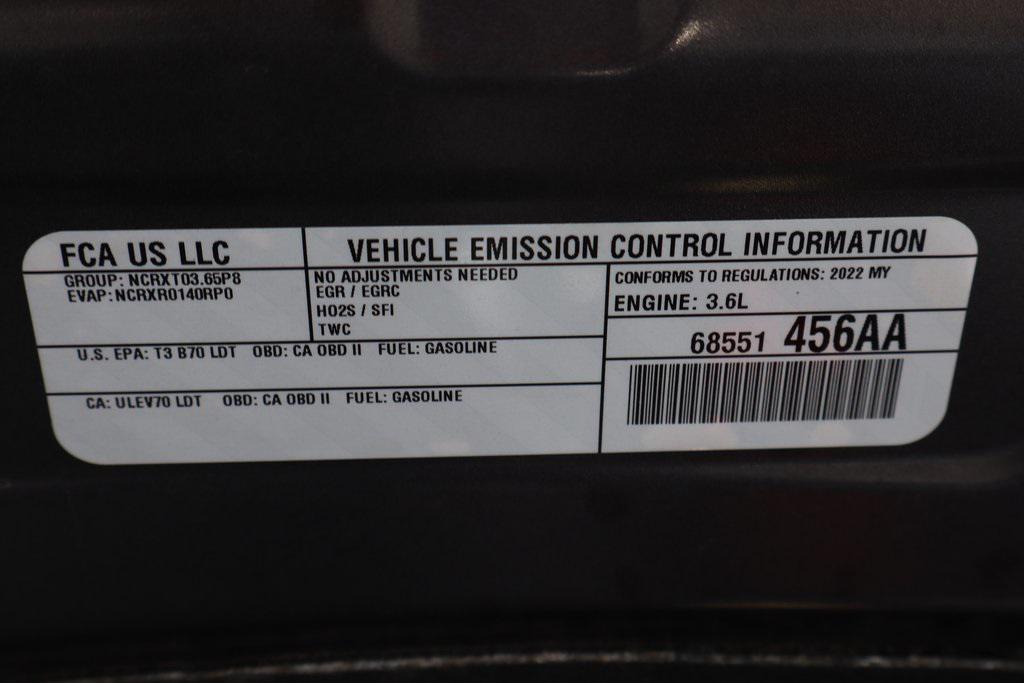 FCA US LLC
VEHICLE EMISSION CONTROL INFORMATION
GROUP: NCRXT03.65P8
EVAP: NCRXR0140RP0
NO ADJUSTMENTS NEEDED
EGR / EGRC
HO2S / SFI
TWC
CONFORMS TO REGULATIONS: 2022 MY
ENGINE: 3.6L
68551 456AA
U.S. EPA: T3 B70 LDT OBD: CA OBD II FUEL: GASOLINE
CA: ULEV70 LDT OBD: CA OBD II FUEL: GASOLINE